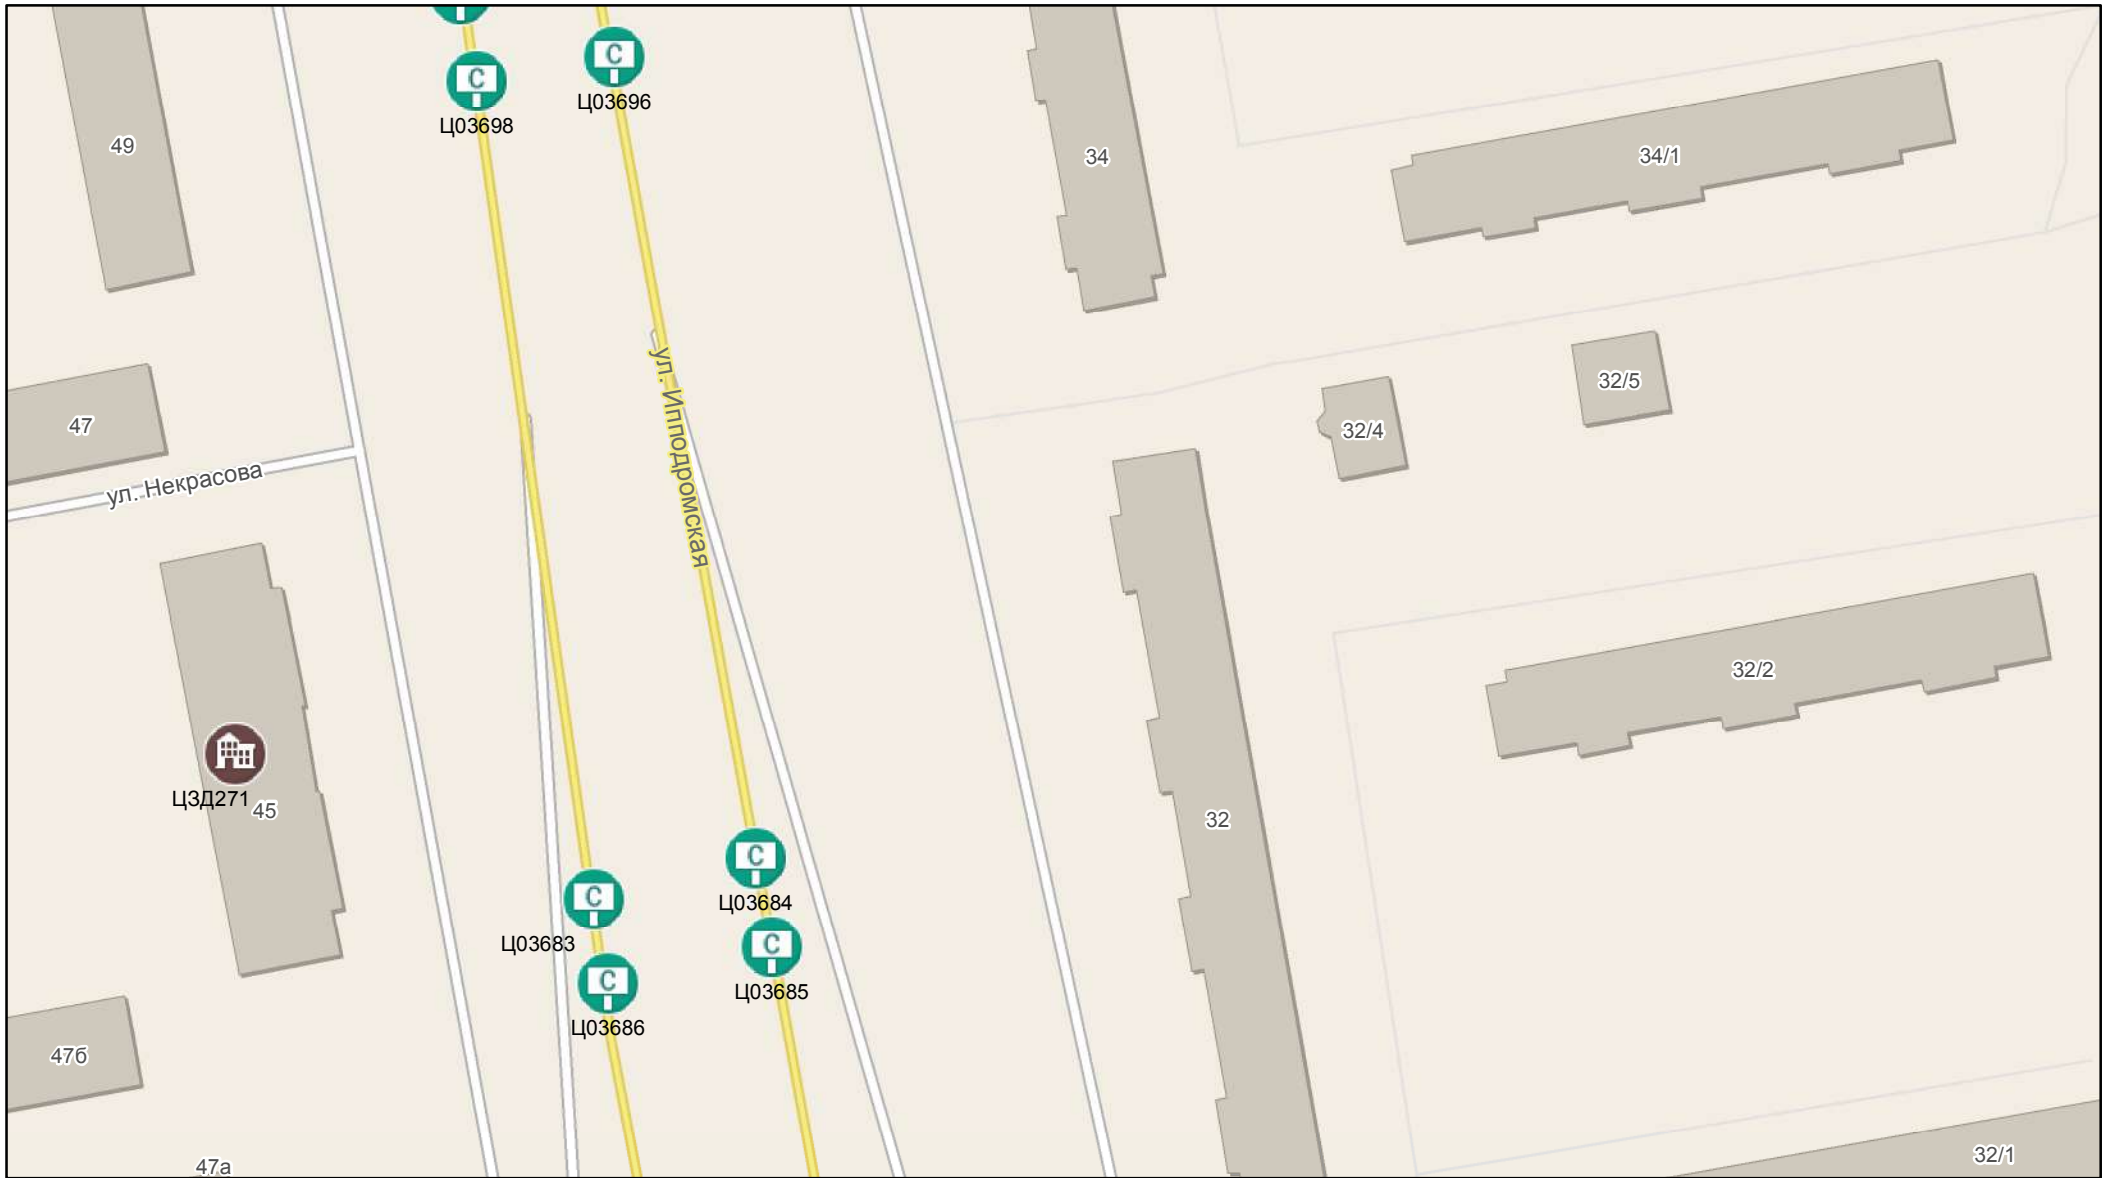 С
С
Ц03696
Ц03698
49
34
34/1
ул. Ипподромская
32/5
47
32/4
ул. Некрасова
32/2
ЦЗД271
45
32
С
Ц03684
С
Ц03683
С
Ц03685
С
Ц03686
47б
32/1
47а